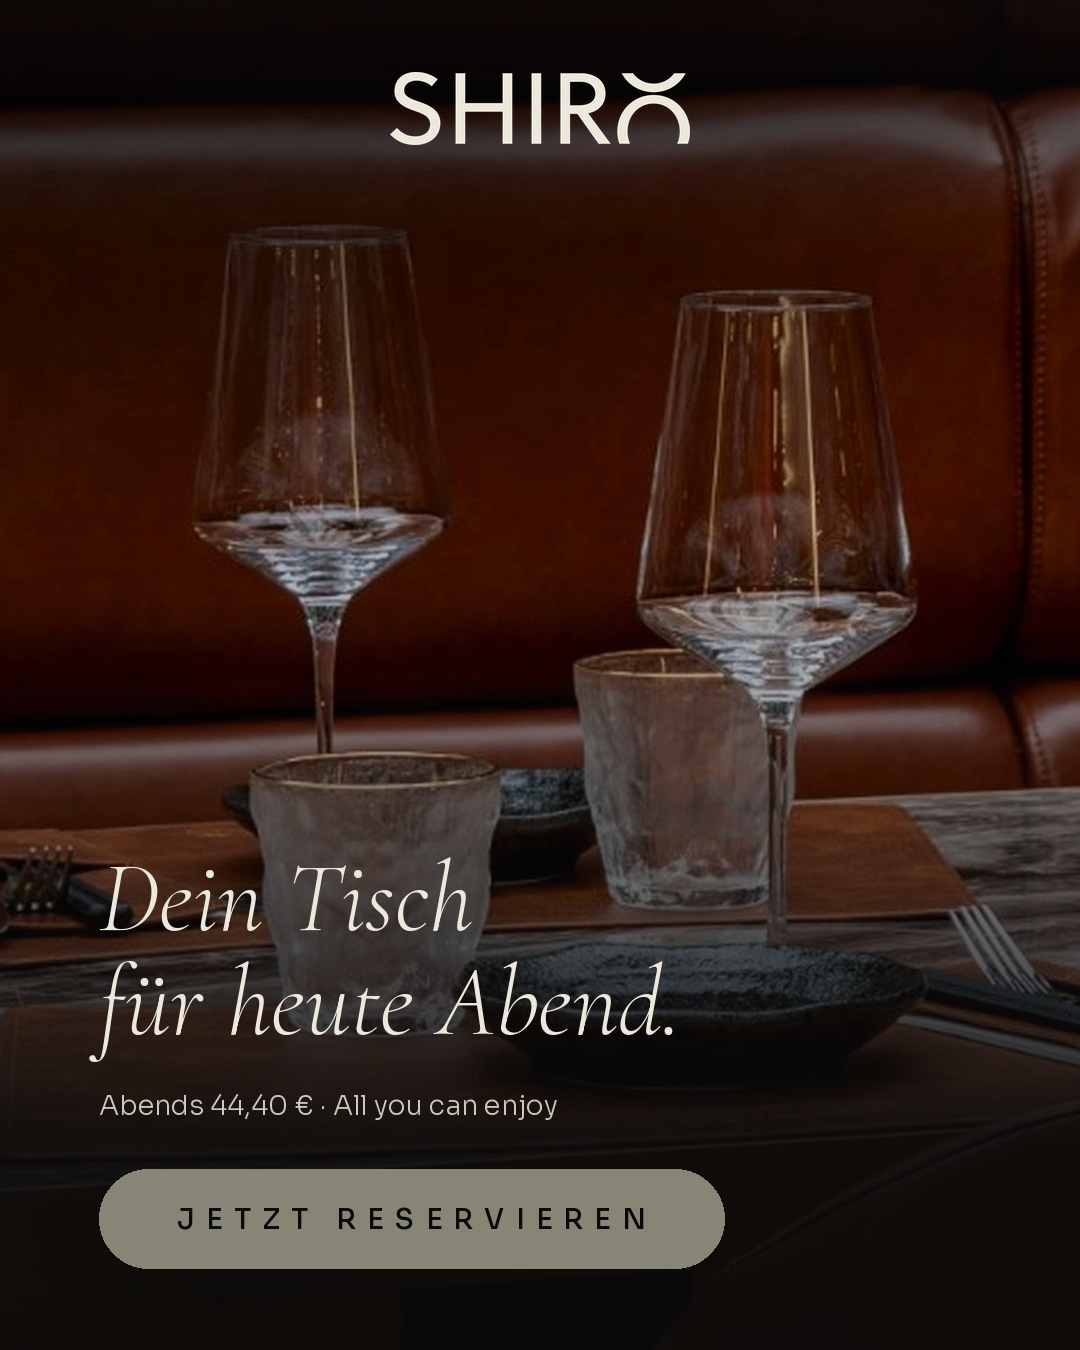 SHIRO
Dein Tisch
für heute Abend.
Abends 44,40 € · All you can enjoy
JETZT RESERVIEREN